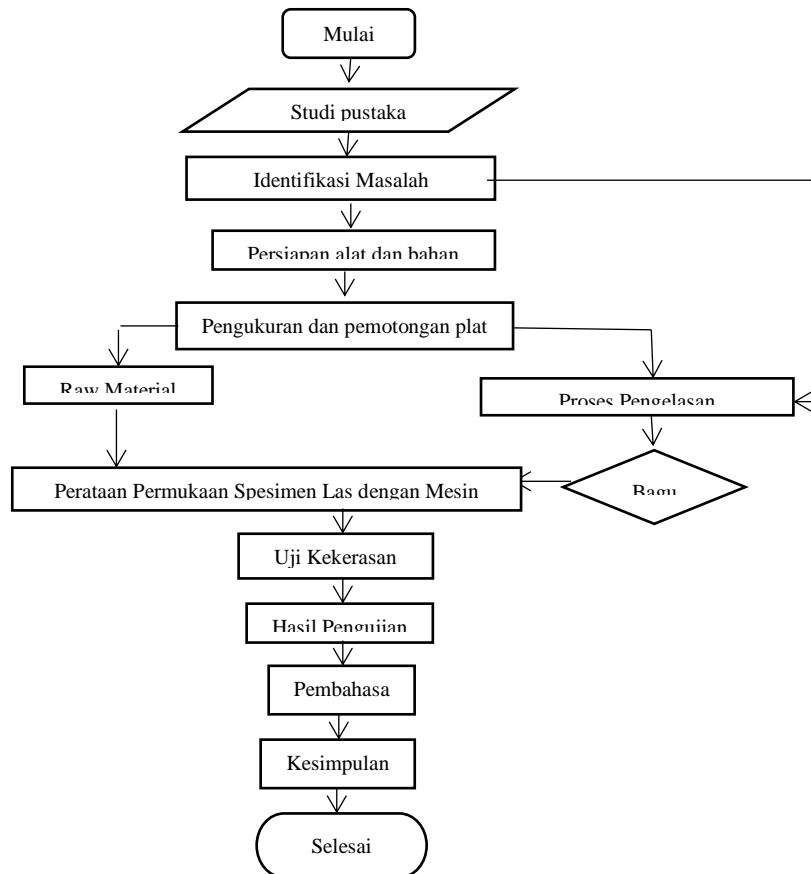 Mulai
Studi pustaka
Identifikasi Masalah
Persiapan alat dan bahan
Pengukuran dan pemotongan plat
Raw Material
Proses Pengelasan
Perataan Permukaan Spesimen Las dengan Mesin
Bagu
Uji Kekerasan
Hasil Pengujian
Pembahasa
Kesimpulan
Selesai